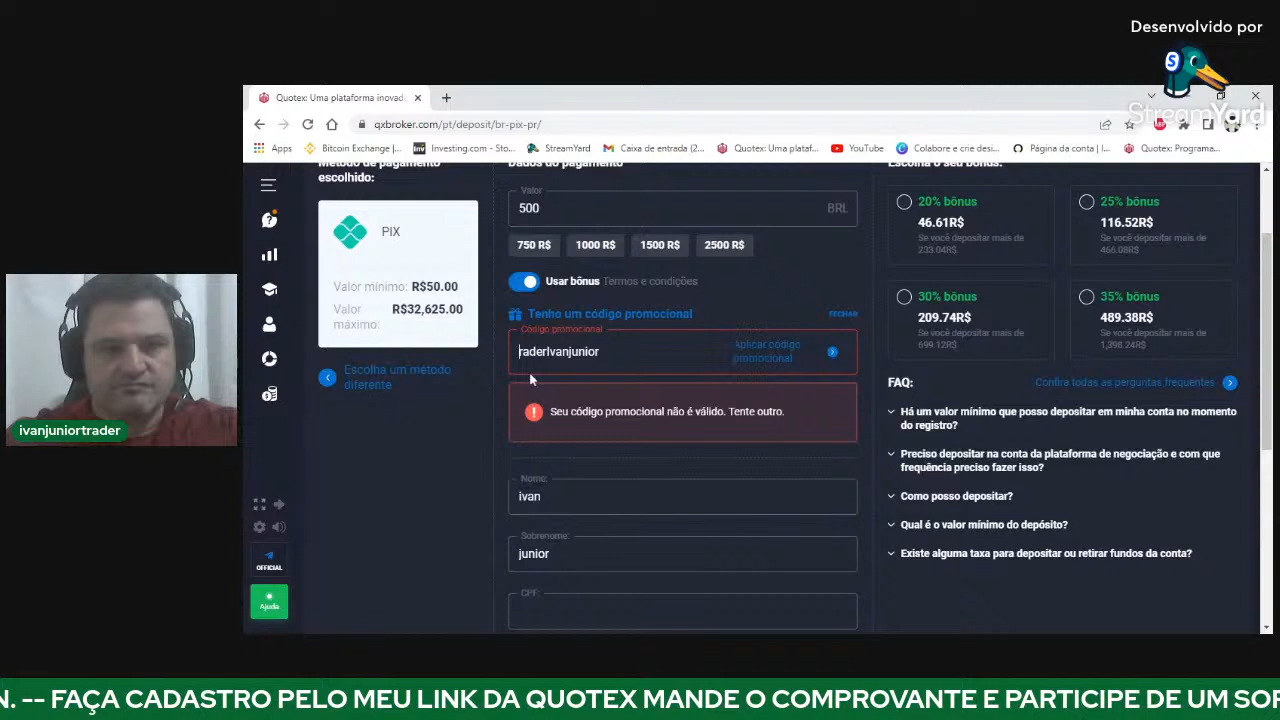 Desenvolvido por
StreamYard
Quotex: Uma plataforma inovad
qxbroker.com/pt/deposit/br-pix-pr/
Apps
Bitcoin Exchange |...
Investing.com - Sto...
StreamYard
Caixa de entrada (2...
Quotex: Uma plataf...
YouTube
Colabore e crie desi...
Página da conta | I...
Quotex: Programa...
Método de pagamento
escolhido:
PIX
Valor mínimo: R$50.00
Valor máximo: R$32,625.00
Escolha um método
diferente
Dados do pagamento
Valor
500
BRL
750 R$
1000 R$
1500 R$
2500 R$
Usar bônus Termos e condições
Tenho um código promocional
FECHAR
Código promocional
raderIvanjunior
Aplicar código
promocional
Seu código promocional não é válido. Tente outro.
Nome:
ivan
Sobrenome:
junior
CPF:
Escolha o seu bônus:
20% bônus
46.61R$
Se você depositar mais de
233.04R$
25% bônus
116.52R$
Se você depositar mais de
466.08R$
30% bônus
209.74R$
Se você depositar mais de
699.12R$
35% bônus
489.38R$
Se você depositar mais de
1,398.24R$
FAQ:
Confira todas as perguntas frequentes
Há um valor mínimo que posso depositar em minha conta no momento
do registro?
Preciso depositar na conta da plataforma de negociação e com que
frequência preciso fazer isso?
Como posso depositar?
Qual é o valor mínimo do depósito?
Existe alguma taxa para depositar ou retirar fundos da conta?
OFFICIAL
Ajuda
ivanjuniortrader
N. -- FAÇA CADASTRO PELO MEU LINK DA QUOTEX MANDE O COMPROVANTE E PARTICIPE DE UM SOR